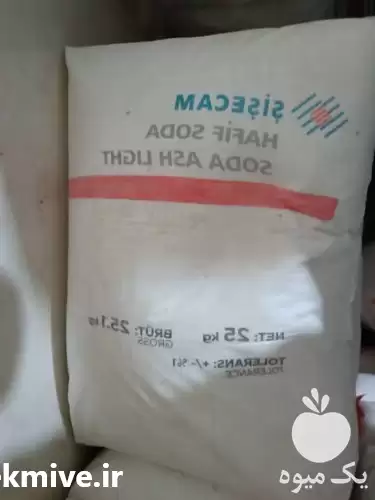 ŞİŞECAM
HAFİF SODA
SODA ASH LIGHT
NET: 25 kg
BRÜT: 25.1 kg
GROSS
TOLERANS: +/- %1
TOLERANCE
یک میوه
ekmive.ir